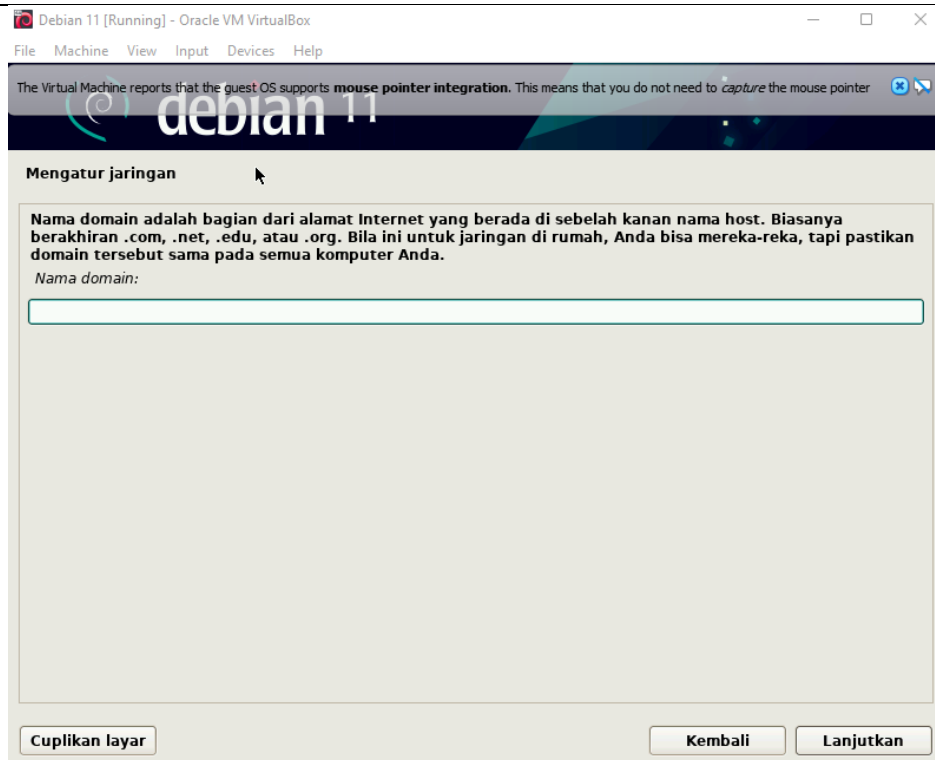 Debian 11 [Running] - Oracle VM VirtualBox
File Machine View Input Devices Help
The Virtual Machine reports that the guest OS supports mouse pointer integration. This means that you do not need to capture the mouse pointer
debian 11
Mengatur jaringan
Nama domain adalah bagian dari alamat Internet yang berada di sebelah kanan nama host. Biasanya
berakhiran .com, .net, .edu, atau .org. Bila ini untuk jaringan di rumah, Anda bisa mereka-reka, tapi pastikan
domain tersebut sama pada semua komputer Anda.
Nama domain:
Cuplikan layar Kembali Lanjutkan